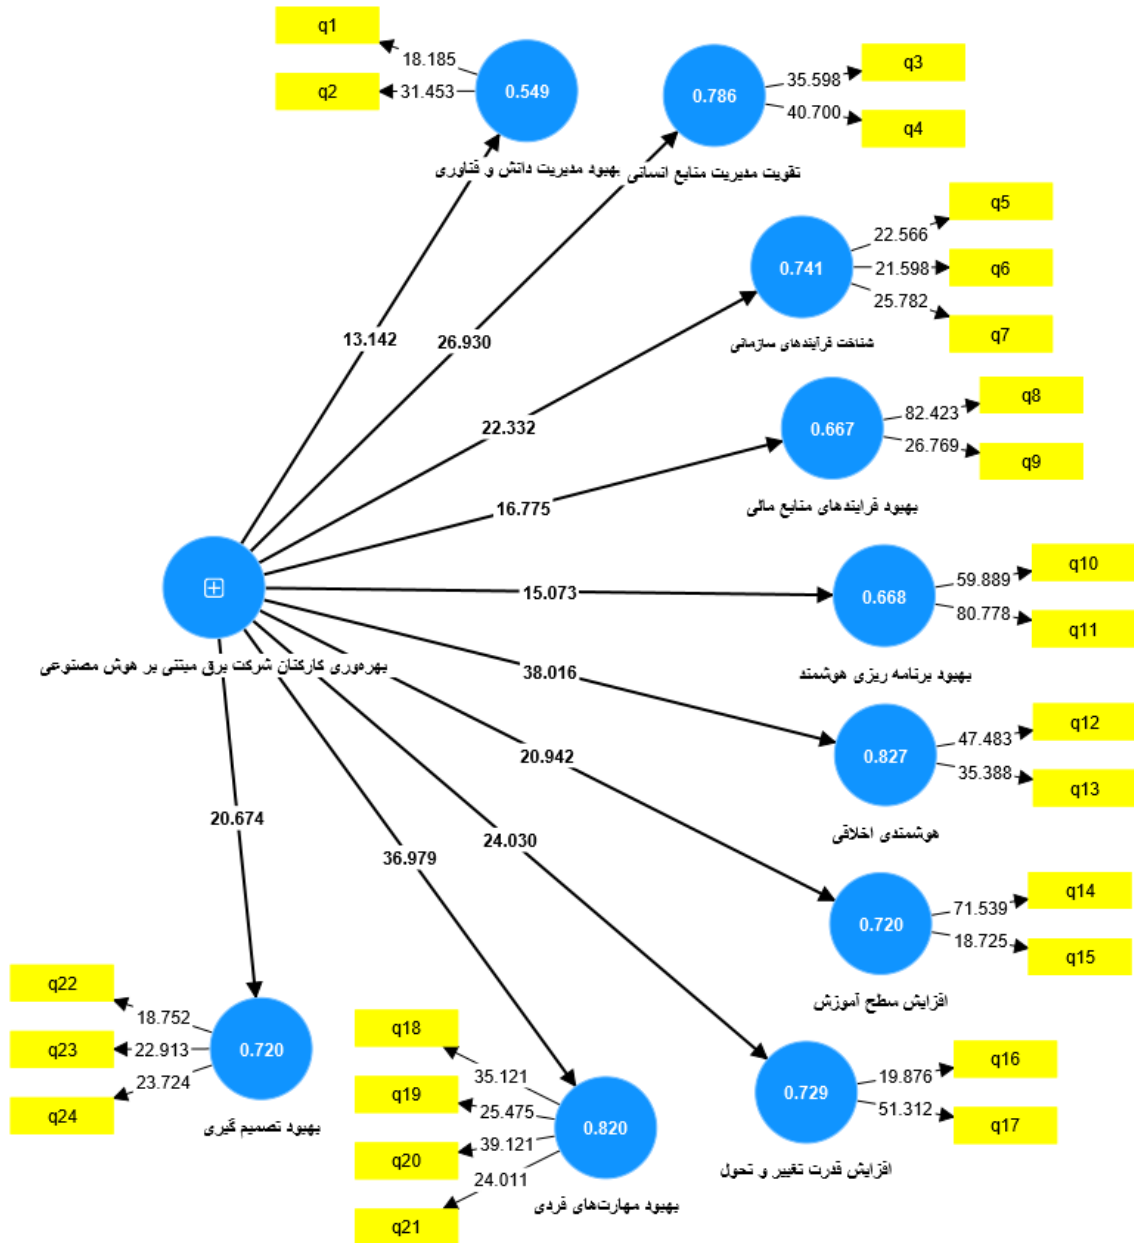 q1
18.185
q2
31.453
0.549
بهبود مدیریت دانش و فناوری
0.786
35.598
q3
40.700
q4
تقویت مدیریت منابع انسانی
0.741
22.566
q5
21.598
q6
25.782
q7
شناخت فرآیندهای سازمانی
0.667
82.423
q8
26.769
q9
بهبود فرایندهای منابع مالی
0.668
59.889
q10
80.778
q11
بهبود برنامه ریزی هوشمند
0.827
47.483
q12
35.388
q13
هوشمندی اخلاقی
0.720
71.539
q14
18.725
q15
افزایش سطح آموزش
0.729
19.876
q16
51.312
q17
افزایش قدرت تغییر و تحول
0.820
q18
35.121
q19
25.475
q20
39.121
q21
24.011
بهبود مهارت‌های فردی
0.720
q22
18.752
q23
22.913
q24
23.724
بهبود تصمیم گیری
بهره‌وری کارکنان شرکت برق مبتنی بر هوش مصنوعی
13.142
26.930
22.332
16.775
15.073
38.016
20.942
24.030
36.979
20.674